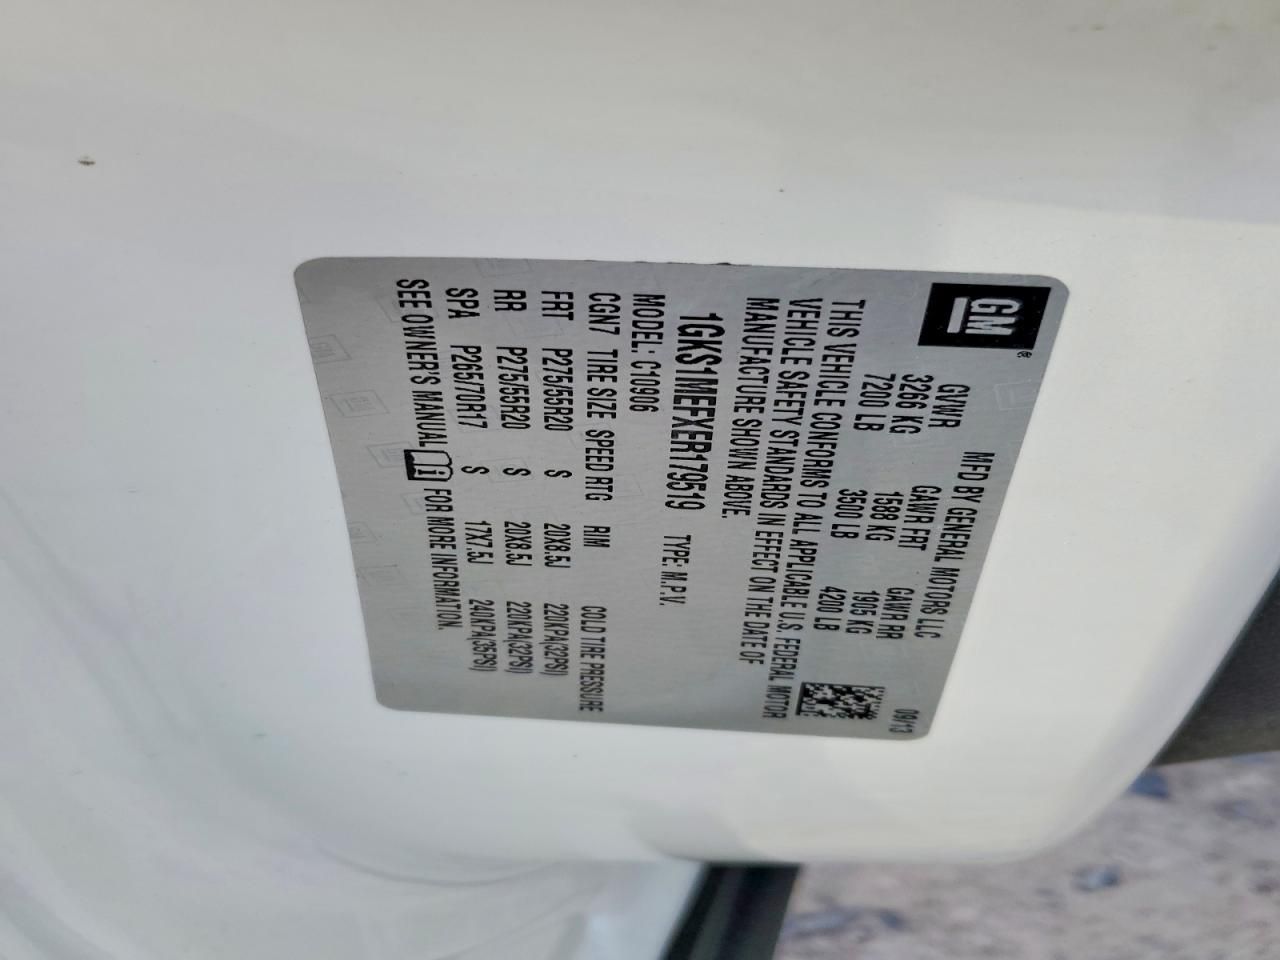 GM®
MFD BY GENERAL MOTORS LLC 09/13
GVWR GAWR FRT GAWR RR
3266 KG 1588 KG 1905 KG
7200 LB 3500 LB 4200 LB
THIS VEHICLE CONFORMS TO ALL APPLICABLE U.S. FEDERAL MOTOR
VEHICLE SAFETY STANDARDS IN EFFECT ON THE DATE OF
MANUFACTURE SHOWN ABOVE.
1GKS1MEFXER179519 TYPE: M.P.V.
MODEL: C10906
CGN7 TIRE SIZE SPEED RTG RIM COLD TIRE PRESSURE
FRT P275/55R20 S 20X8.5J 220KPA(32PSI)
RR P275/55R20 S 20X8.5J 220KPA(32PSI)
SPA P265/70R17 S 17X7.5J 240KPA(35PSI)
SEE OWNER'S MANUAL FOR MORE INFORMATION.